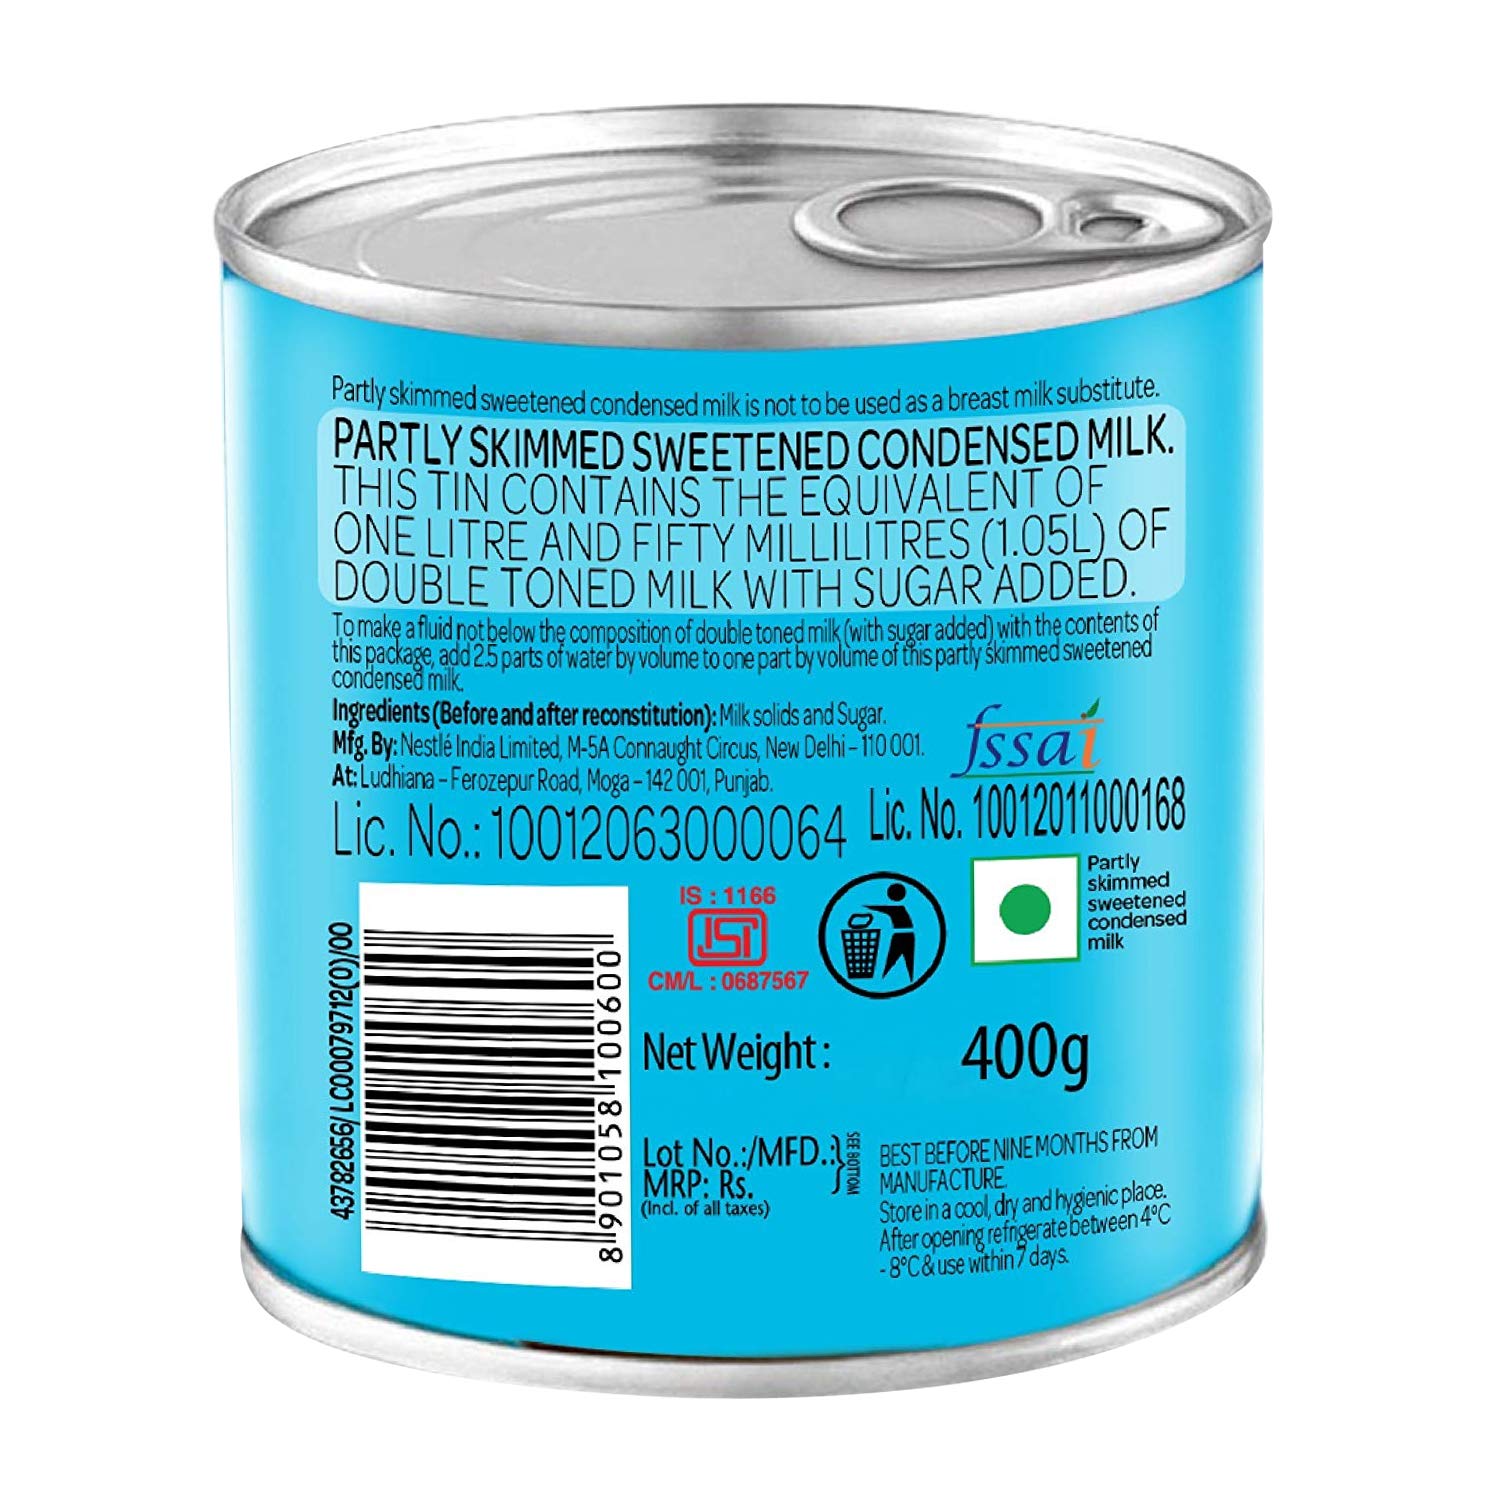 Partly skimmed sweetened condensed milk is not to be used as a breast milk substitute.
PARTLY SKIMMED SWEETENED CONDENSED MILK.
THIS TIN CONTAINS THE EQUIVALENT OF
ONE LITRE AND FIFTY MILLILITRES (1.05L) OF
DOUBLE TONED MILK WITH SUGAR ADDED.
To make a fluid not below the composition of double toned milk (with sugar added) with the contents of
this package, add 2.5 parts of water by volume to one part by volume of this partly skimmed sweetened
condensed milk.
Ingredients (Before and after reconstitution): Milk solids and Sugar.
Mfg. By: Nestlé India Limited, M-5A Connaught Circus, New Delhi – 110 001.
At: Ludhiana – Ferozepur Road, Moga – 142 001, Punjab.
Lic. No.: 10012063000064
fssai
Lic. No. 10012011000168
43782656/LC00079712(0)/00
8901058100600
IS : 1166
ISI
CM/L : 0687567
Partly
skimmed
sweetened
condensed
milk
Net Weight : 400g
Lot No.:/MFD.:
MRP: Rs.
(Incl. of all taxes)
SEE BOTTOM
BEST BEFORE NINE MONTHS FROM
MANUFACTURE.
Store in a cool, dry and hygienic place.
After opening refrigerate between 4°C
- 8°C & use within 7 days.